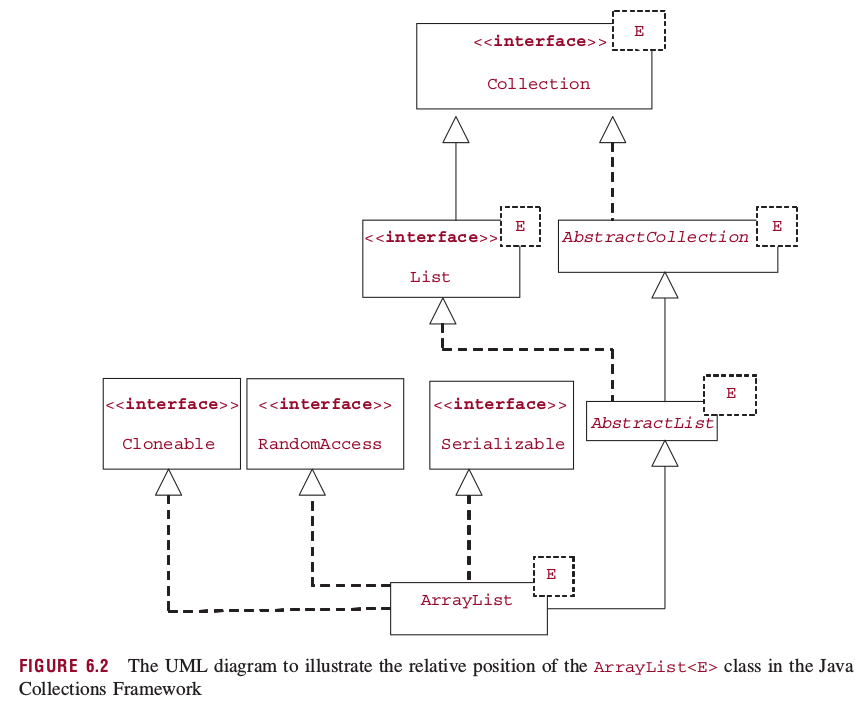 E
<<interface>>
Collection
<<interface>>
E
List
AbstractCollection
E
<<interface>>
Cloneable
<<interface>>
RandomAccess
<<interface>>
Serializable
E
AbstractList
E
ArrayList
FIGURE 6.2 The UML diagram to illustrate the relative position of the ArrayList<E> class in the Java
Collections Framework